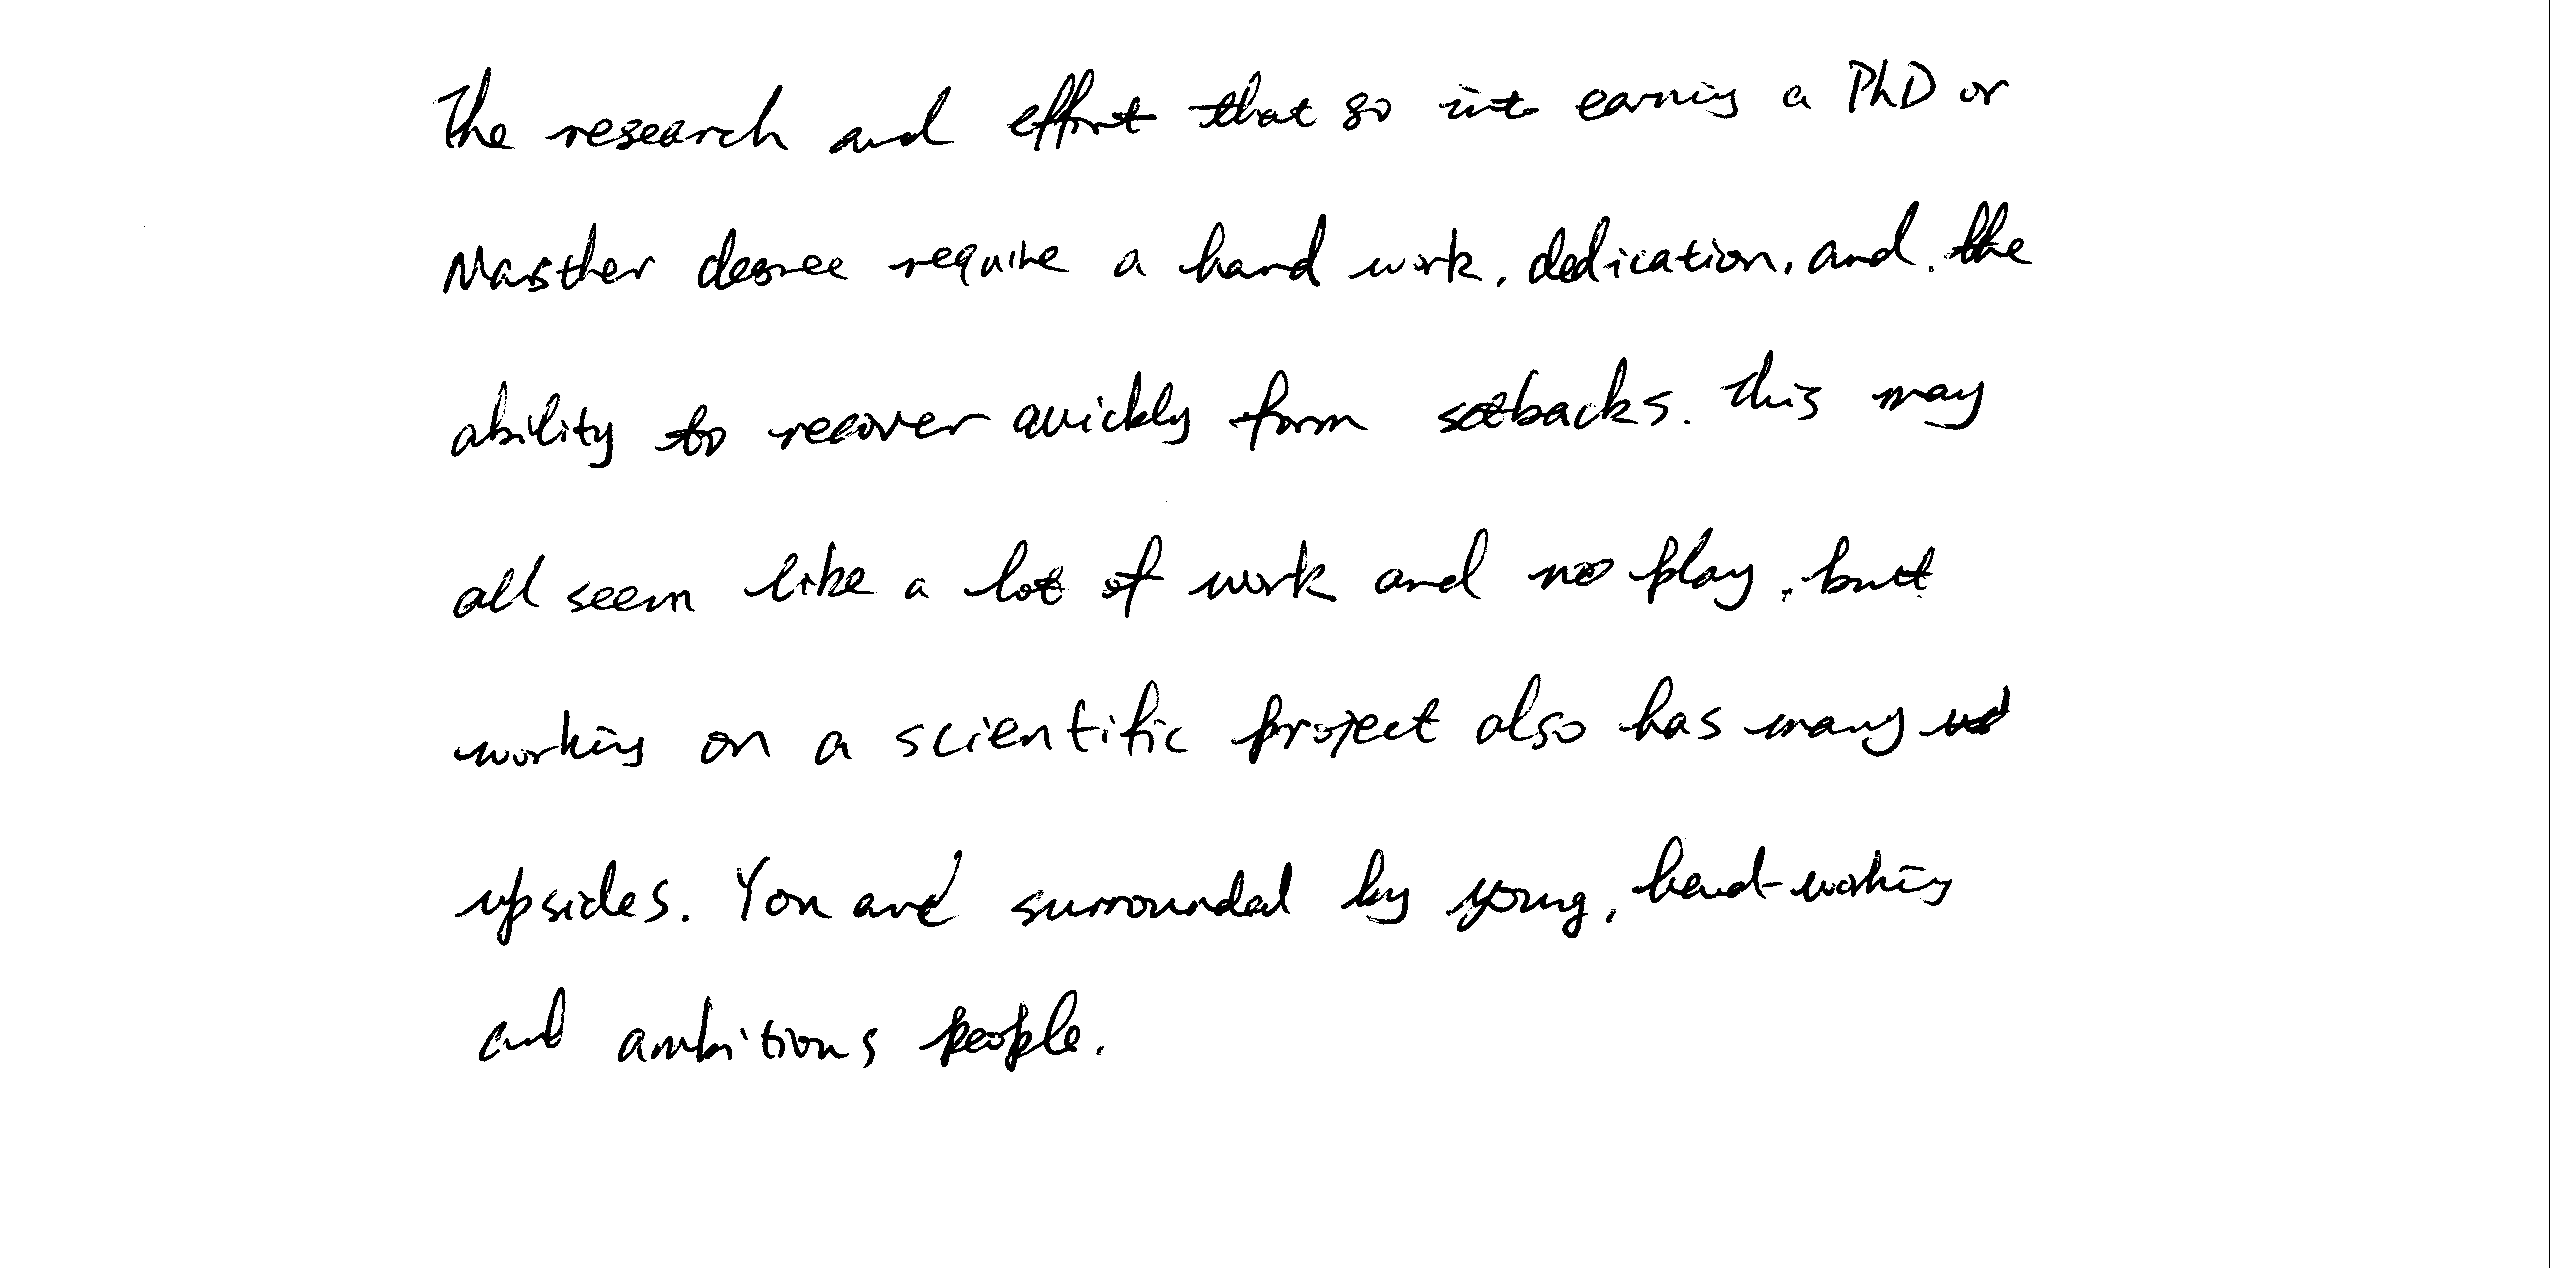 The research and effort that go into earning a PhD or
Masther degree require a hard work, dedication, and, the
ability to recover quickly form setbacks. This may
all seem like a lot of work and no play, but
working on a scientific project also has many
upsides. You are surrounded by young, hard-working
and ambitions people.